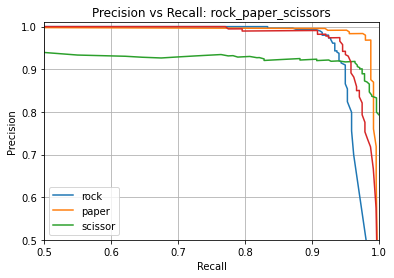 Precision vs Recall: rock_paper_scissors
1.0
0.9
0.8
0.7
0.6
0.5
Precision
rock
paper
scissor
0.5 0.6 0.7 0.8 0.9 1.0
Recall